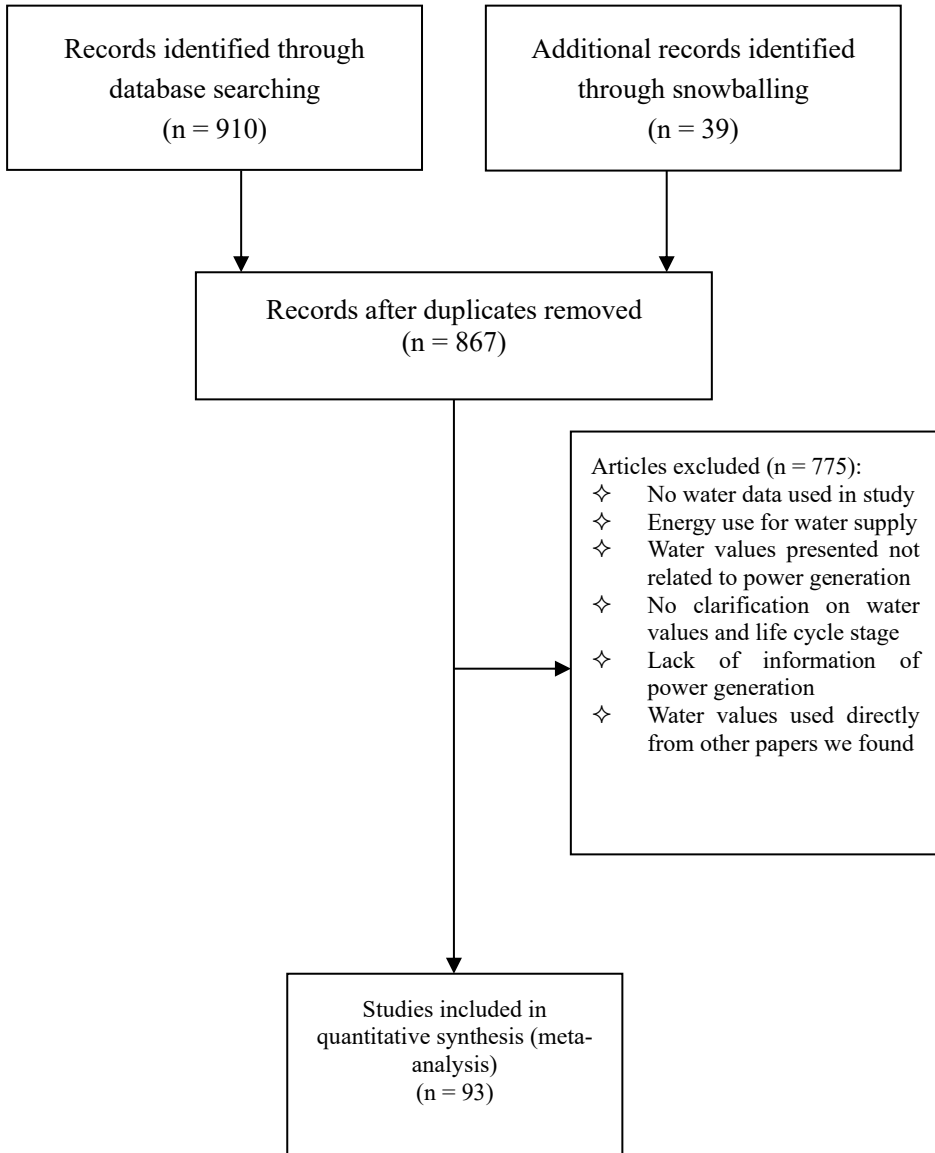 Records identified through
database searching
(n = 910)
Additional records identified
through snowballing
(n = 39)
Records after duplicates removed
(n = 867)
Articles excluded (n = 775):
✧ No water data used in study
✧ Energy use for water supply
✧ Water values presented not
related to power generation
✧ No clarification on water
values and life cycle stage
✧ Lack of information of
power generation
✧ Water values used directly
from other papers we found
Studies included in
quantitative synthesis (meta-
analysis)
(n = 93)